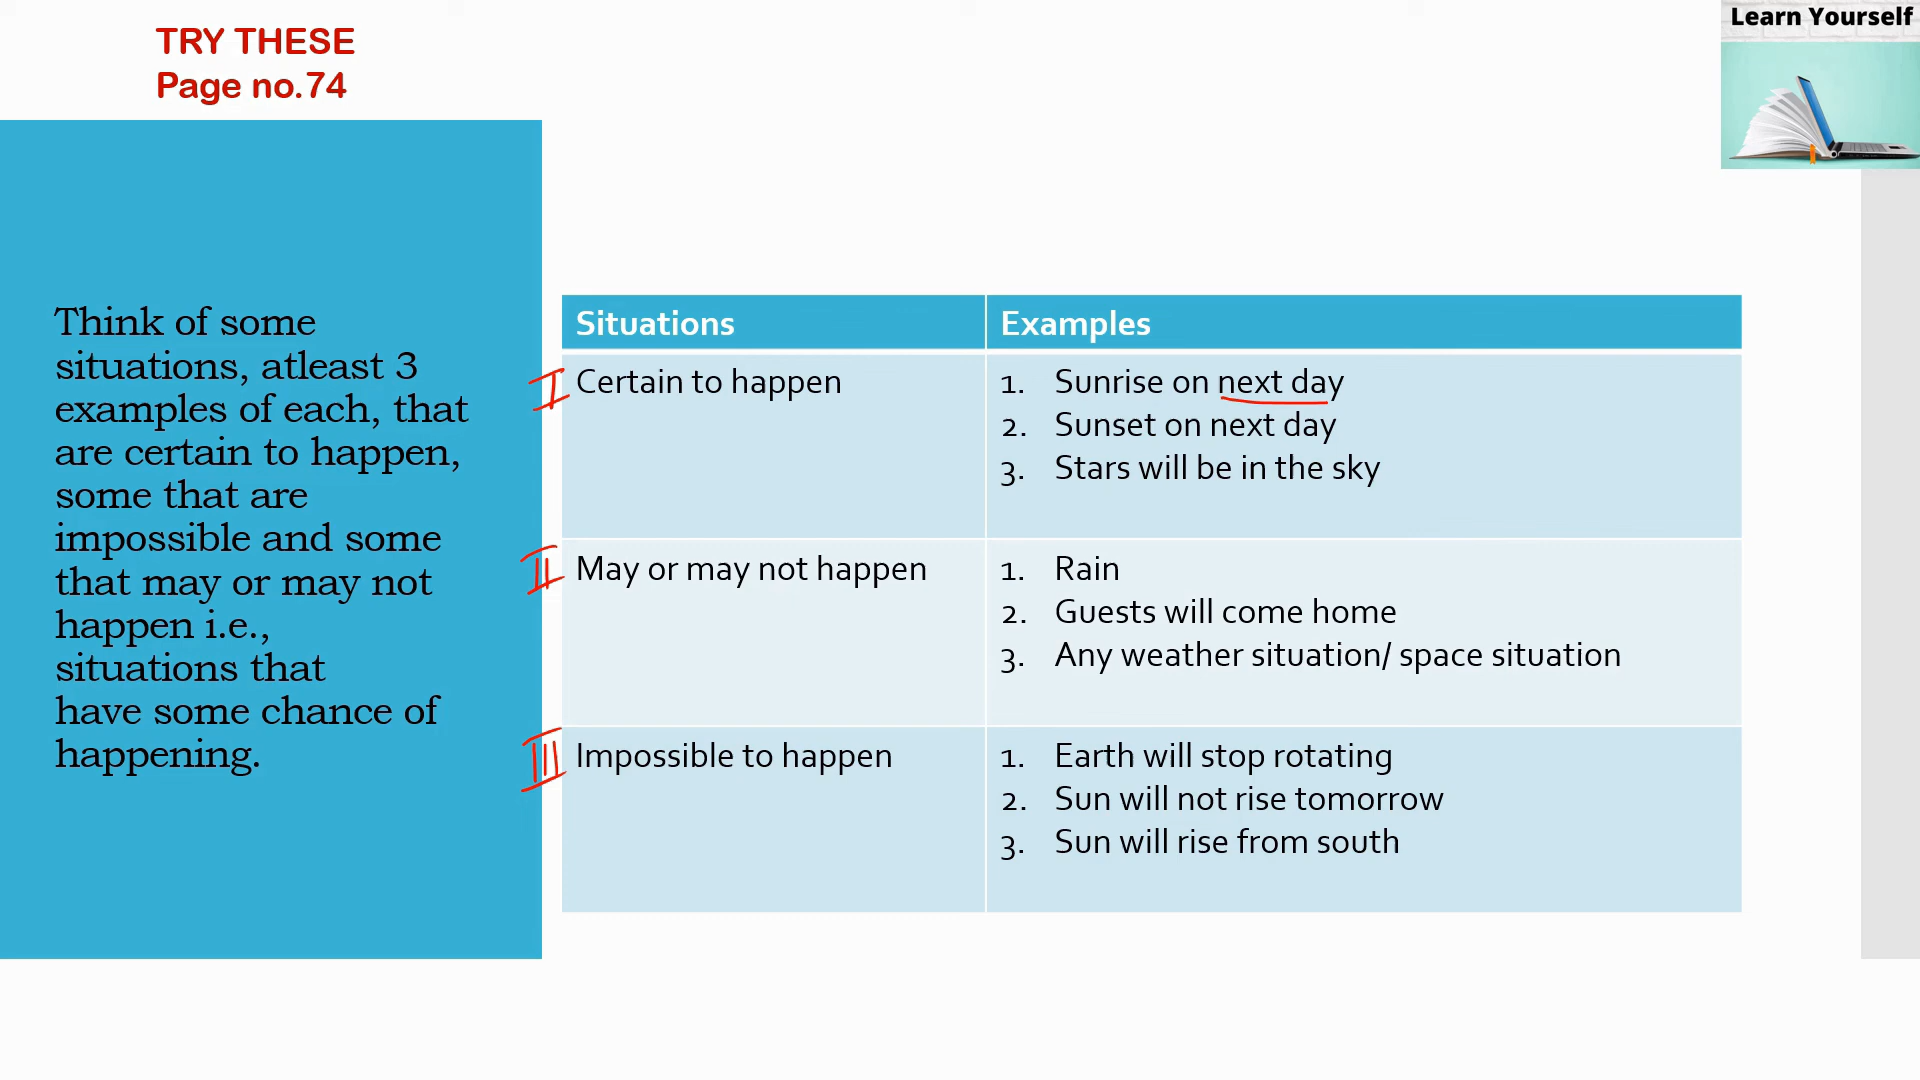 TRY THESE
Page no.74
Learn Yourself
Think of some
situations, atleast 3
examples of each, that
are certain to happen,
some that are
impossible and some
that may or may not
happen i.e.,
situations that
have some chance of
happening.
Situations
Examples
I
Certain to happen
1. Sunrise on next day
2. Sunset on next day
3. Stars will be in the sky
II
May or may not happen
1. Rain
2. Guests will come home
3. Any weather situation/ space situation
III
Impossible to happen
1. Earth will stop rotating
2. Sun will not rise tomorrow
3. Sun will rise from south